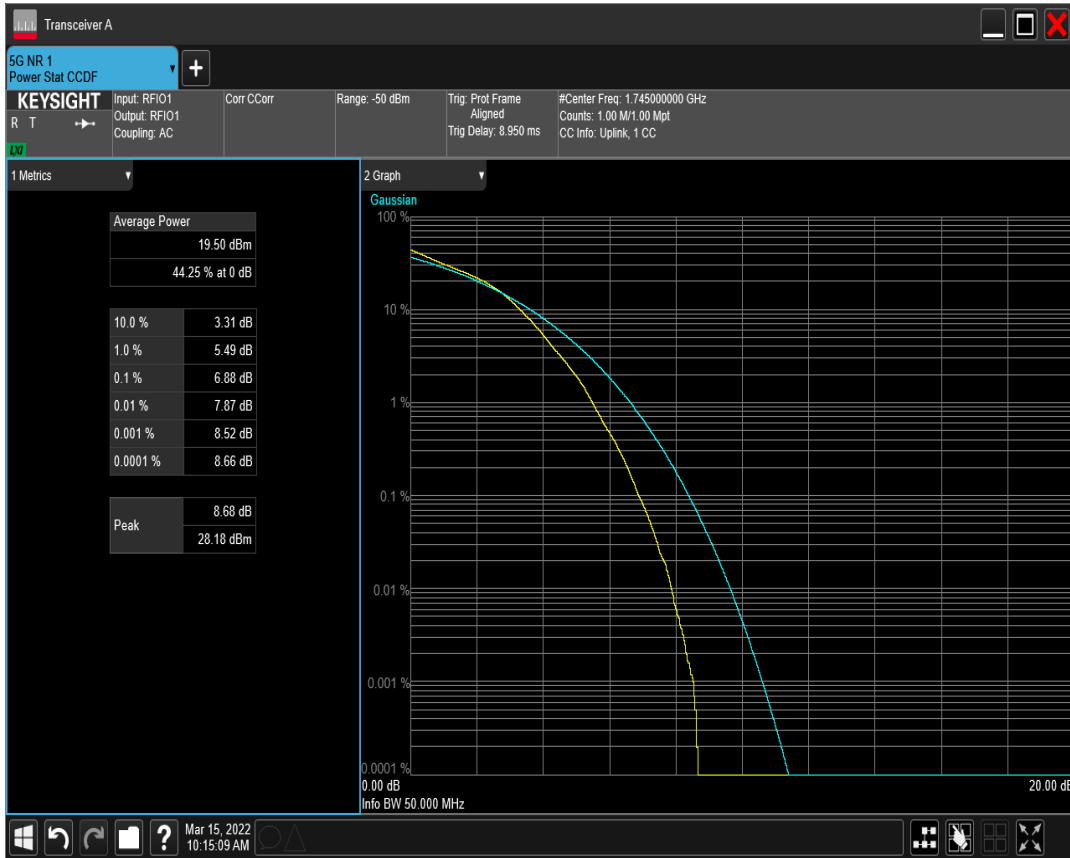 Transceiver A
5G NR 1
Power Stat CCDF
+
KEYSIGHT
R T
LXI
Input: RFIO1
Output: RFIO1
Coupling: AC
Corr CCorr
Range: -50 dBm
Trig: Prot Frame
Aligned
Trig Delay: 8.950 ms
#Center Freq: 1.745000000 GHz
Counts: 1.00 M/1.00 Mpt
CC Info: Uplink, 1 CC
1 Metrics
Average Power
19.50 dBm
44.25 % at 0 dB
10.0 % 3.31 dB
1.0 % 5.49 dB
0.1 % 6.88 dB
0.01 % 7.87 dB
0.001 % 8.52 dB
0.0001 % 8.66 dB
Peak
8.68 dB
28.18 dBm
2 Graph
Gaussian
100 %
10 %
1 %
0.1 %
0.01 %
0.001 %
0.0001 %
0.00 dB 20.00 dB
Info BW 50.000 MHz
?
Mar 15, 2022
10:15:09 AM